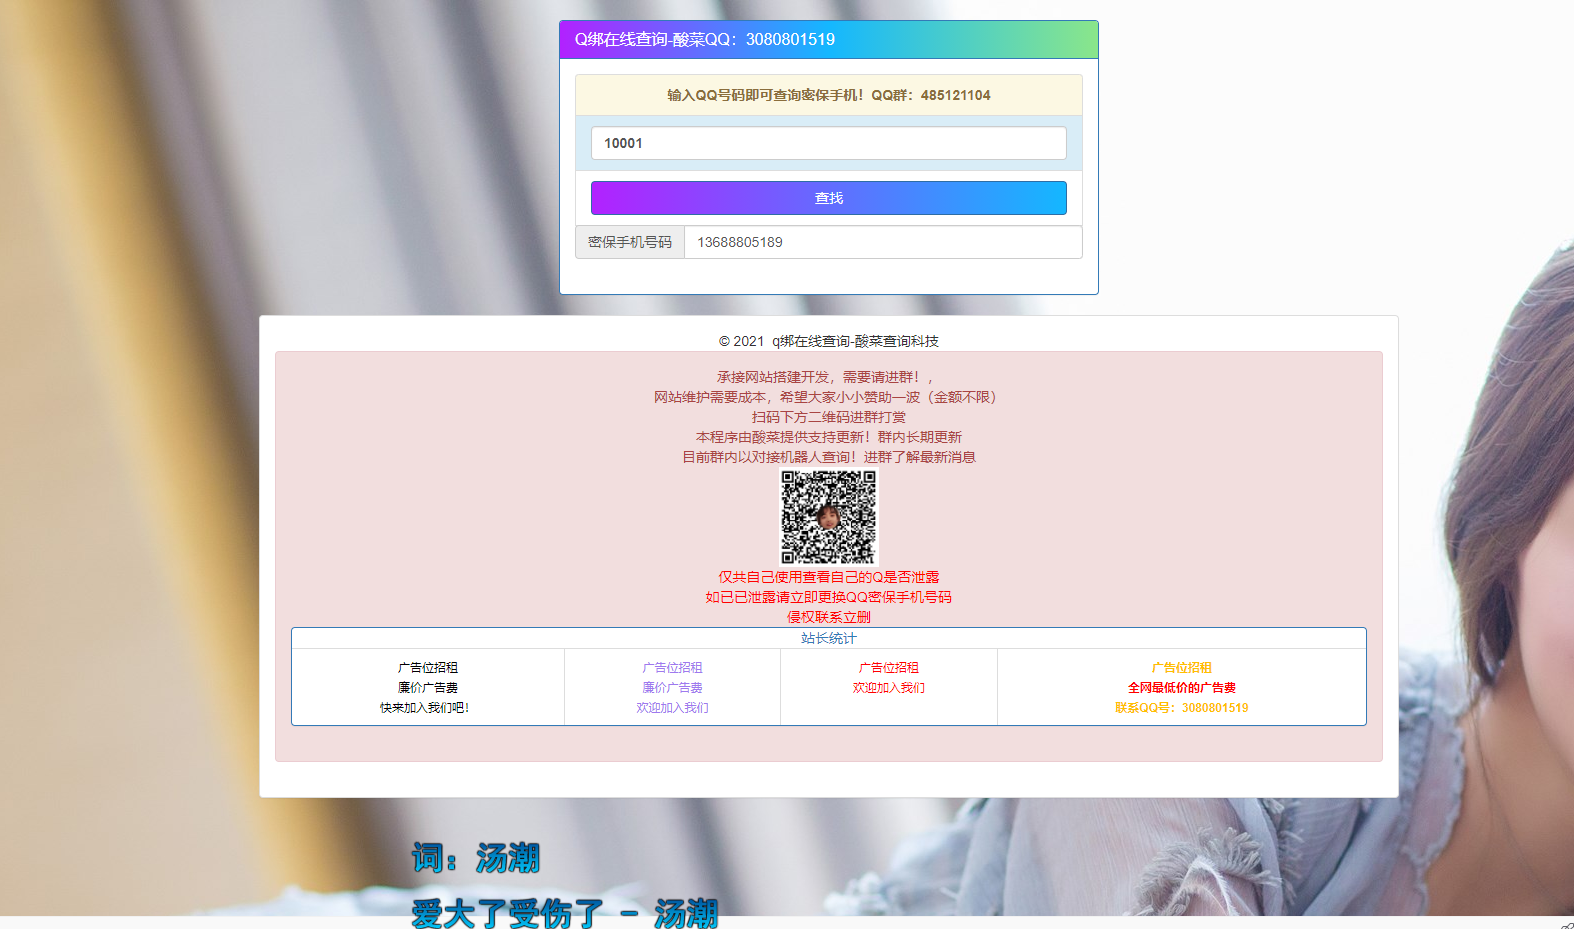 Q绑在线查询-酸菜QQ：3080801519
输入QQ号码即可查询密保手机！QQ群：485121104
10001
查找
密保手机号码 13688805189
© 2021 q绑在线查询-酸菜查询科技
承接网站搭建开发，需要请进群！，
网站维护需要成本，希望大家小小赞助一波（金额不限）
扫码下方二维码进群打赏
本程序由酸菜提供支持更新！群内长期更新
目前群内以对接机器人查询！进群了解最新消息
仅共自己使用查看自己的Q是否泄露
如已已泄露请立即更换QQ密保手机号码
侵权联系立删
站长统计
广告位招租
廉价广告费
快来加入我们吧！
广告位招租
廉价广告费
欢迎加入我们
广告位招租
欢迎加入我们
广告位招租
全网最低价的广告费
联系QQ号：3080801519
词：汤潮
爱大了受伤了 - 汤潮